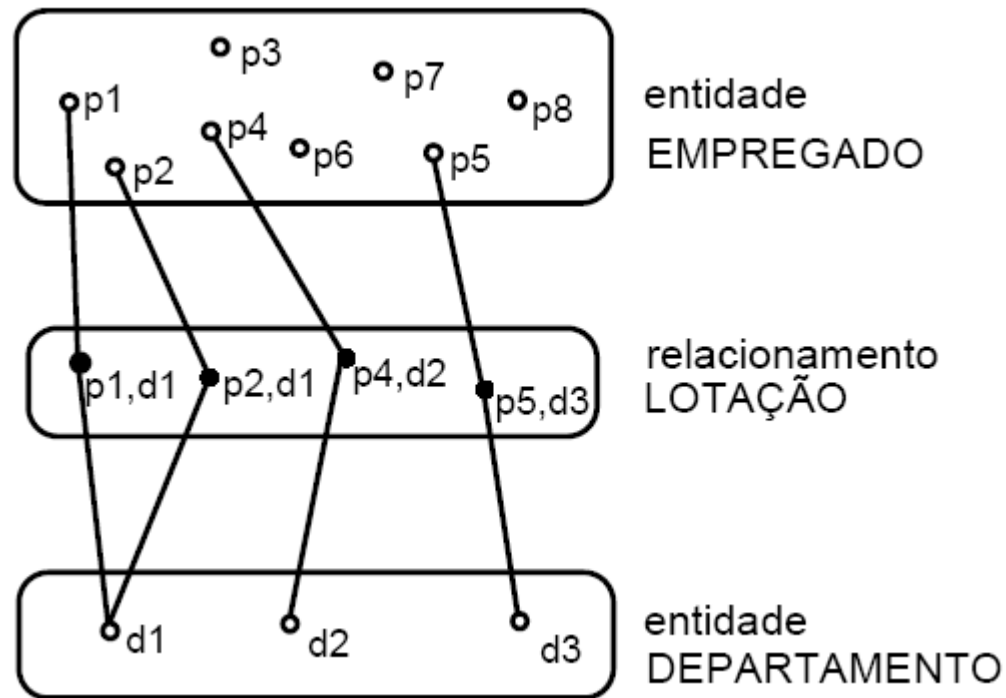 p3
p7
p1
p8
p4
p6
p5
p2
entidade
EMPREGADO
p1,d1
p2,d1
p4,d2
p5,d3
relacionamento
LOTAÇÃO
d1
d2
d3
entidade
DEPARTAMENTO